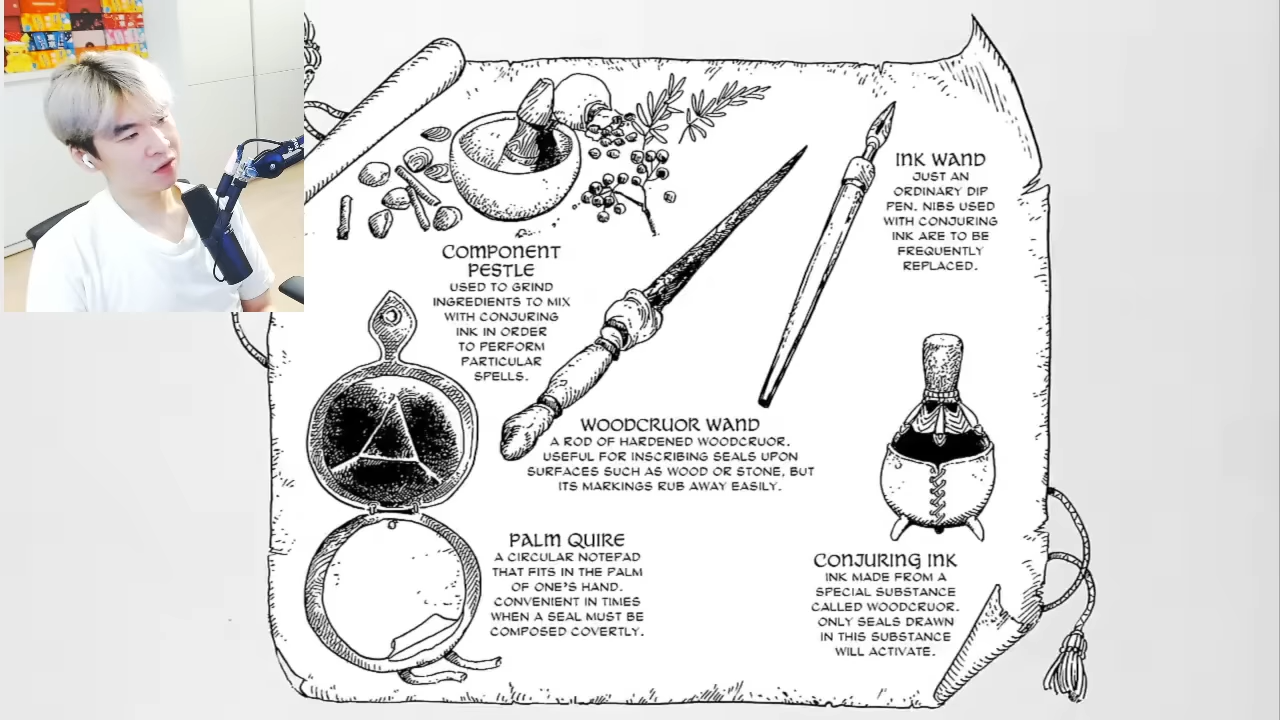 COMPONENT
PESTLE
USED TO GRIND
INGREDIENTS TO MIX
WITH CONJURING
INK IN ORDER
TO PERFORM
PARTICULAR
SPELLS.
INK WAND
JUST AN
ORDINARY DIP
PEN. NIBS USED
WITH CONJURING
INK ARE TO BE
FREQUENTLY
REPLACED.
WOODCRUOR WAND
A ROD OF HARDENED WOODCRUOR.
USEFUL FOR INSCRIBING SEALS UPON
SURFACES SUCH AS WOOD OR STONE, BUT
ITS MARKINGS RUB AWAY EASILY.
PALM QUIRE
A CIRCULAR NOTEPAD
THAT FITS IN THE PALM
OF ONE'S HAND.
CONVENIENT IN TIMES
WHEN A SEAL MUST BE
COMPOSED COVERTLY.
CONJURING INK
INK MADE FROM A
SPECIAL SUBSTANCE
CALLED WOODCRUOR.
ONLY SEALS DRAWN
IN THIS SUBSTANCE
WILL ACTIVATE.